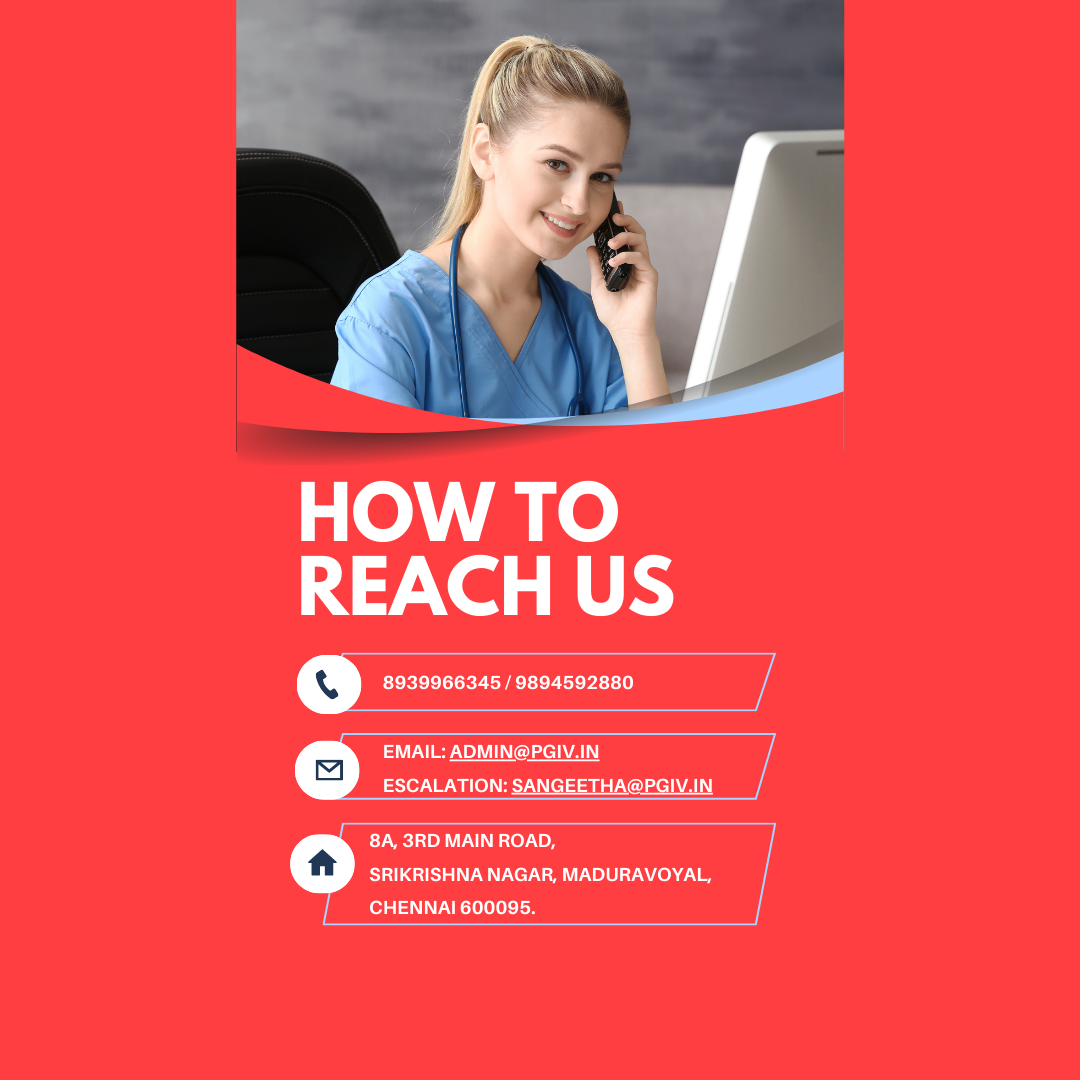 HOW TO
REACH US
8939966345 / 9894592880
EMAIL: ADMIN@PGIV.IN
ESCALATION: SANGEETHA@PGIV.IN
8A, 3RD MAIN ROAD,
SRIKRISHNA NAGAR, MADURAVOYAL,
CHENNAI 600095.